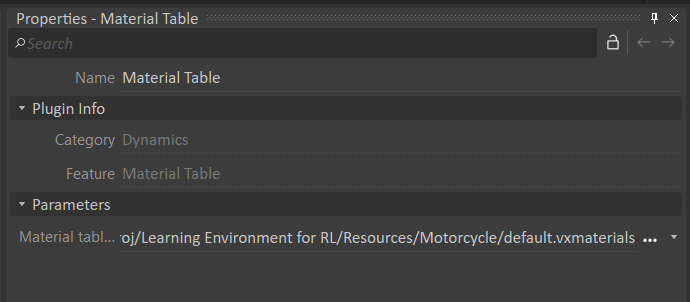 Properties - Material Table
Search
Name Material Table
Plugin Info
Category Dynamics
Feature Material Table
Parameters
Material tabl... oj/Learning Environment for RL/Resources/Motorcycle/default.vxmaterials ...